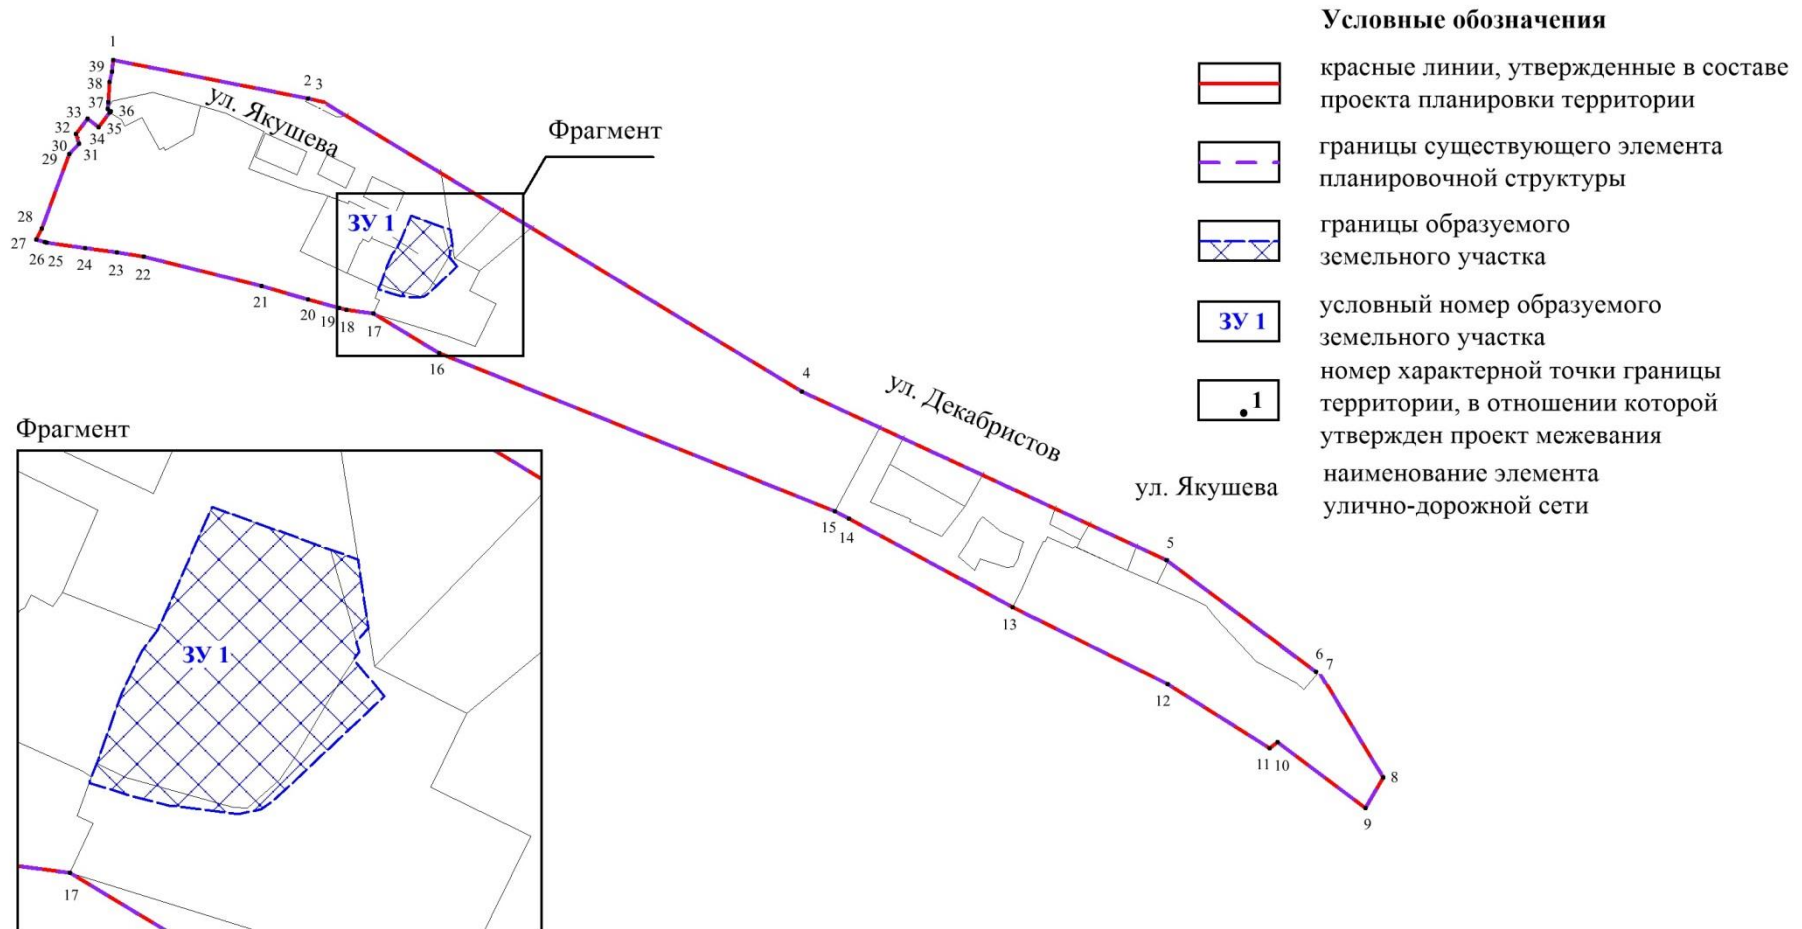 Условные обозначения
красные линии, утвержденные в составе
проекта планировки территории
границы существующего элемента
планировочной структуры
границы образуемого
земельного участка
ЗУ 1
условный номер образуемого
земельного участка
1
номер характерной точки границы
территории, в отношении которой
утвержден проект межевания
ул. Якушева
наименование элемента
улично-дорожной сети
1
2 3
39
38
37
36
35
34
33
32
31
30
29
28
27
26 25
24
23
22
21
20
19
18
17
16
ул. Якушева
Фрагмент
ЗУ 1
4
ул. Декабристов
5
6
7
8
9
10
11
12
13
14
15
Фрагмент
ЗУ 1
17